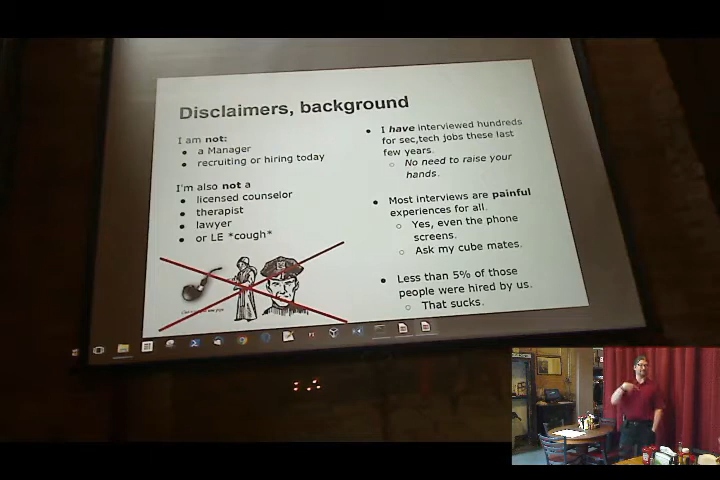 Disclaimers, background
I am not:
• a Manager
• recruiting or hiring today
I'm also not a
• licensed counselor
• therapist
• lawyer
• or LE *cough*
• I have interviewed hundreds
for sec,tech jobs these last
few years.
○ No need to raise your
hands.
• Most interviews are painful
experiences for all.
○ Yes, even the phone
screens.
○ Ask my cube mates.
• Less than 5% of those
people were hired by us.
○ That sucks.